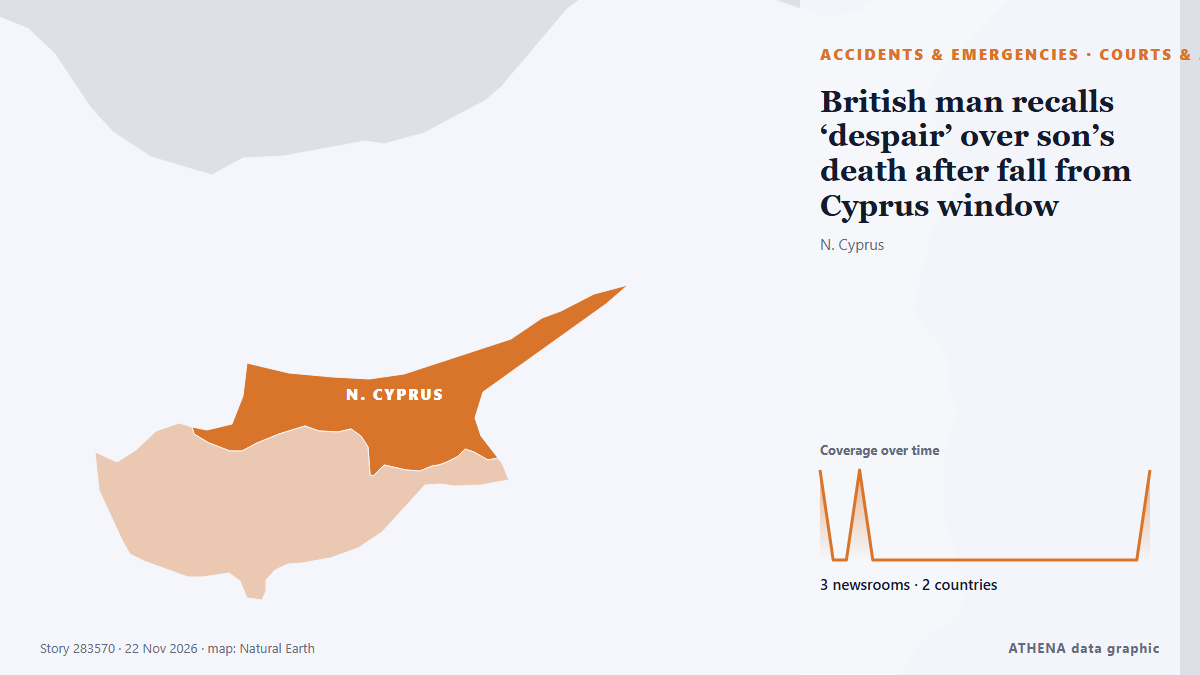 ACCIDENTS & EMERGENCIES · COURTS &
British man recalls
‘despair’ over son’s
death after fall from
Cyprus window
N. Cyprus
N. CYPRUS
Coverage over time
3 newsrooms · 2 countries
Story 283570 · 22 Nov 2026 · map: Natural Earth
ATHENA data graphic